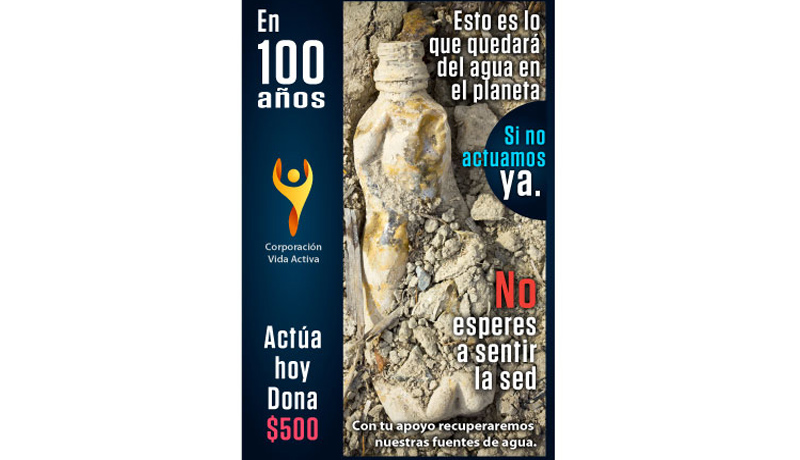 En
100
años
Esto es lo
que quedará
del agua en
el planeta
Si no
actuamos
ya.
Corporación
Vida Activa
No
esperes
a sentir
la sed
Actúa
hoy
Dona
$500
Con tu apoyo recuperaremos
nuestras fuentes de agua.